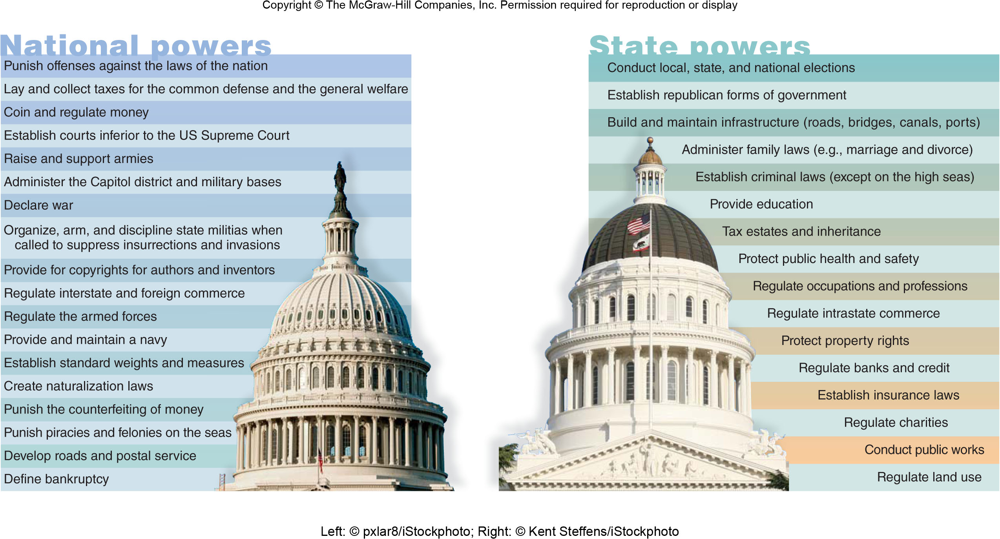 Copyright © The McGraw-Hill Companies, Inc. Permission required for reproduction or display
National powers
Punish offenses against the laws of the nation
Lay and collect taxes for the common defense and the general welfare
Coin and regulate money
Establish courts inferior to the US Supreme Court
Raise and support armies
Administer the Capitol district and military bases
Declare war
Organize, arm, and discipline state militias when
called to suppress insurrections and invasions
Provide for copyrights for authors and inventors
Regulate interstate and foreign commerce
Regulate the armed forces
Provide and maintain a navy
Establish standard weights and measures
Create naturalization laws
Punish the counterfeiting of money
Punish piracies and felonies on the seas
Develop roads and postal service
Define bankruptcy
State powers
Conduct local, state, and national elections
Establish republican forms of government
Build and maintain infrastructure (roads, bridges, canals, ports)
Administer family laws (e.g., marriage and divorce)
Establish criminal laws (except on the high seas)
Provide education
Tax estates and inheritance
Protect public health and safety
Regulate occupations and professions
Regulate intrastate commerce
Protect property rights
Regulate banks and credit
Establish insurance laws
Regulate charities
Conduct public works
Regulate land use
Left: © pxlar8/iStockphoto; Right: © Kent Steffens/iStockphoto